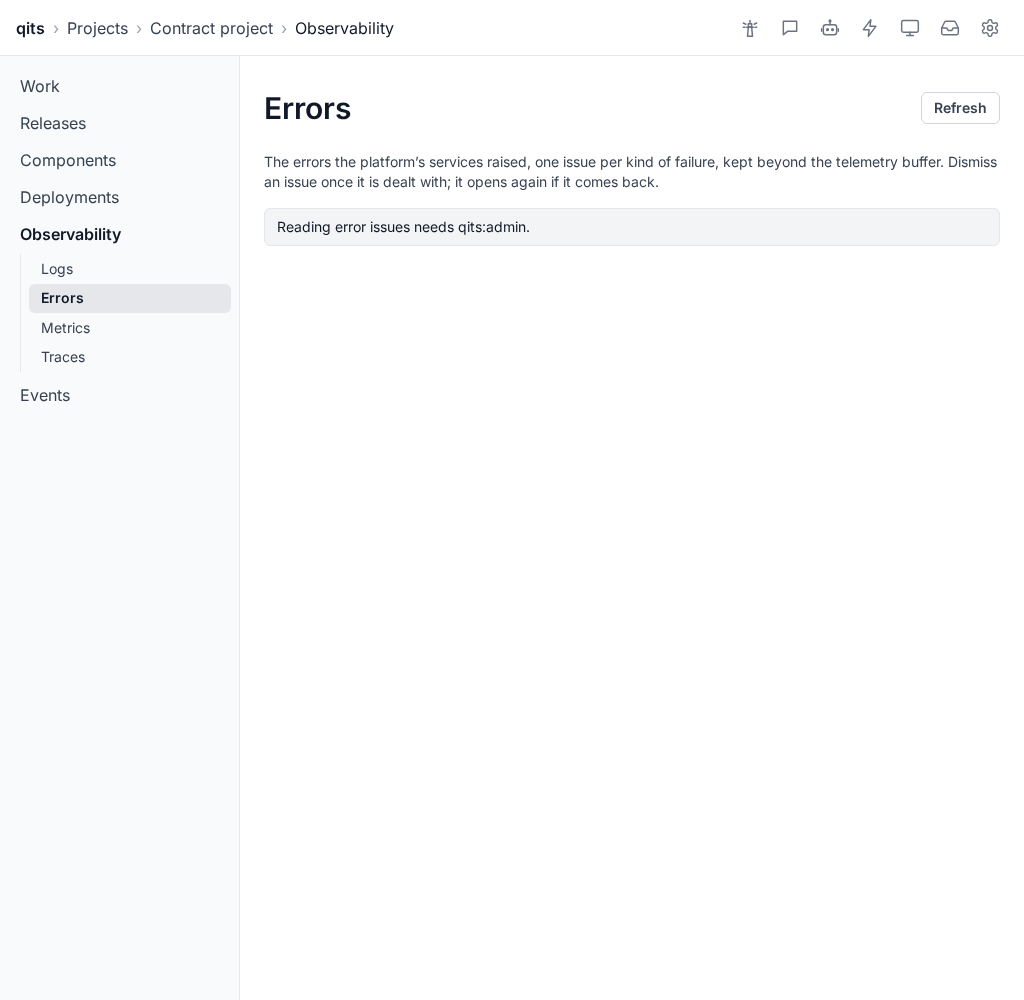 qits › Projects › Contract project › Observability
Work
Releases
Components
Deployments
Observability
Logs
Errors
Metrics
Traces
Events
Errors
Refresh
The errors the platform’s services raised, one issue per kind of failure, kept beyond the telemetry buffer. Dismiss
an issue once it is dealt with; it opens again if it comes back.
Reading error issues needs qits:admin.